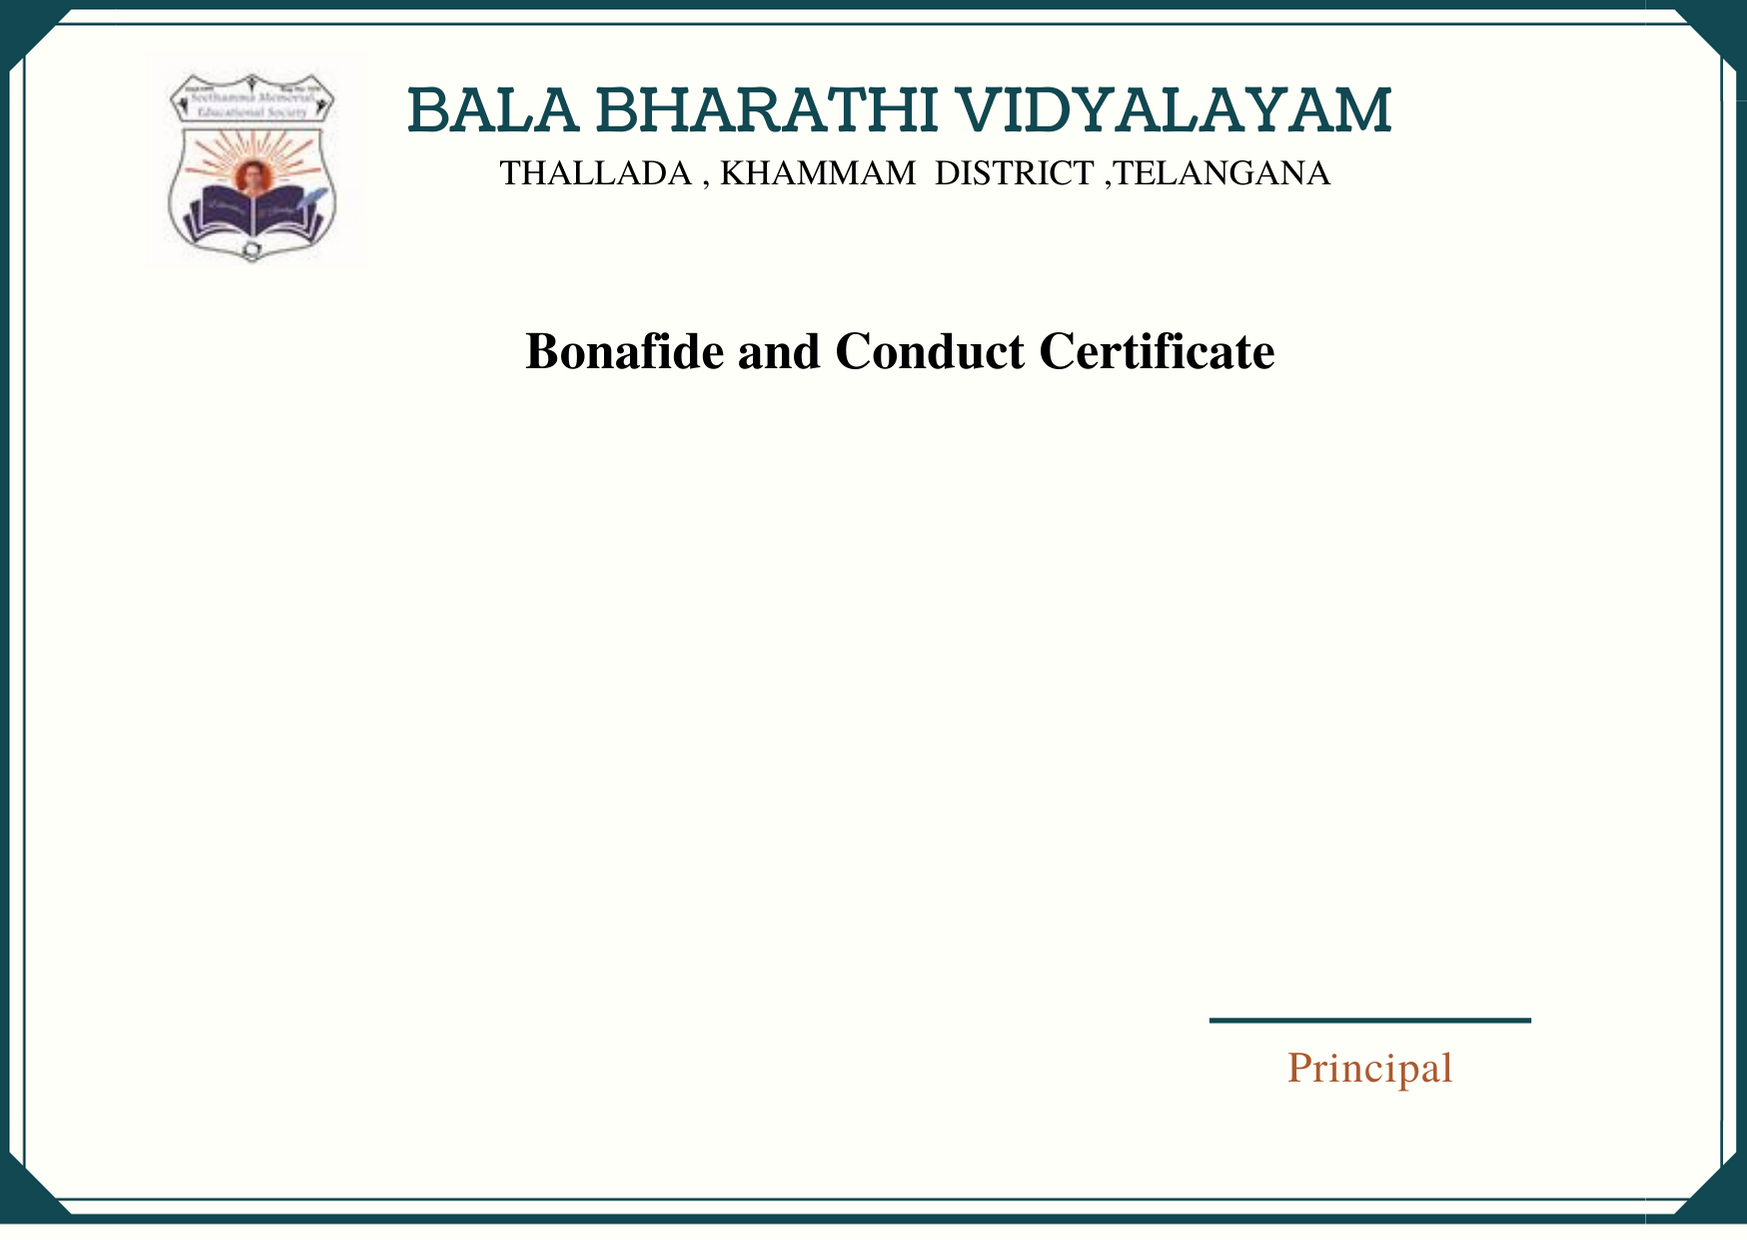 Seethamma Memorial
Educational Society
BALA BHARATHI VIDYALAYAM
THALLADA , KHAMMAM DISTRICT ,TELANGANA
Bonafide and Conduct Certificate
Principal